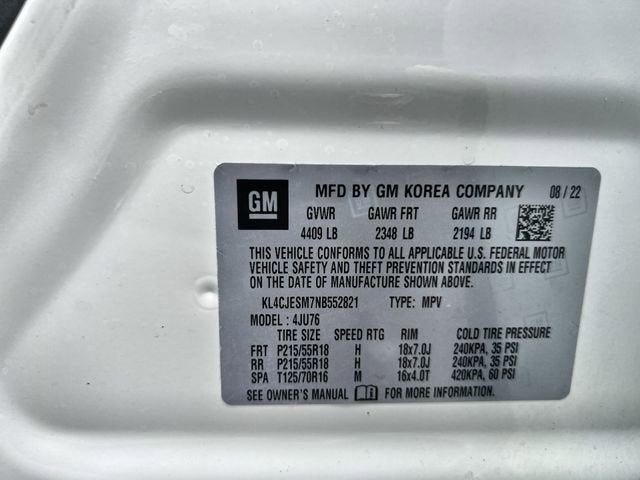 GM MFD BY GM KOREA COMPANY 08/22
GVWR GAWR FRT GAWR RR
4409 LB 2348 LB 2194 LB
THIS VEHICLE CONFORMS TO ALL APPLICABLE U.S. FEDERAL MOTOR
VEHICLE SAFETY AND THEFT PREVENTION STANDARDS IN EFFECT
ON THE DATE OF MANUFACTURE SHOWN ABOVE.
KL4CJESM7NB552821 TYPE: MPV
MODEL: 4JU76
TIRE SIZE SPEED RTG RIM COLD TIRE PRESSURE
FRT P215/55R18 H 18x7.0J 240KPA, 35 PSI
RR P215/55R18 H 18x7.0J 240KPA, 35 PSI
SPA T125/70R16 M 16x4.0T 420KPA, 60 PSI
SEE OWNER'S MANUAL FOR MORE INFORMATION.